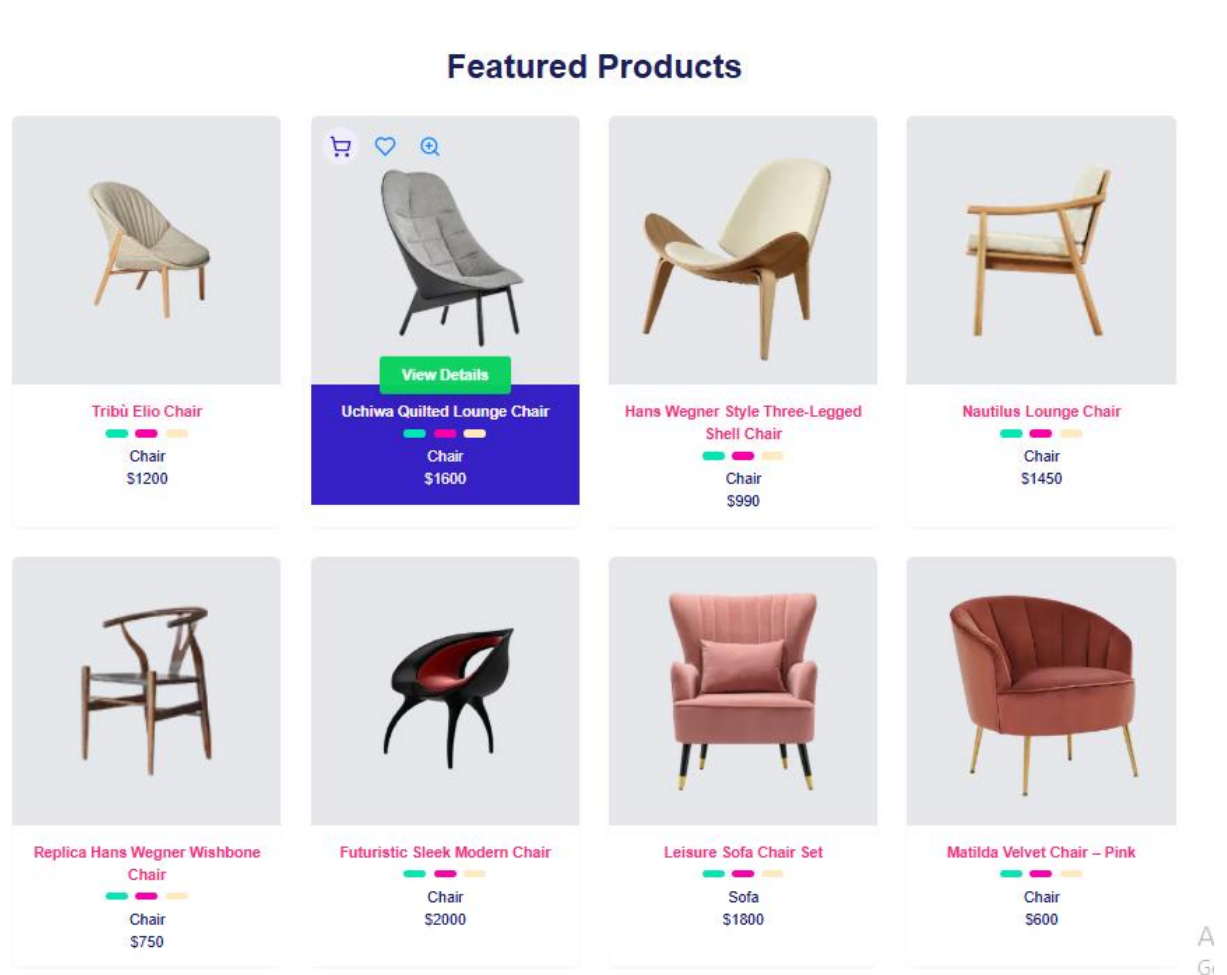 Featured Products
Tribù Elio Chair
Chair
$1200
View Details
Uchiwa Quilted Lounge Chair
Chair
$1600
Hans Wegner Style Three-Legged
Shell Chair
Chair
$990
Nautilus Lounge Chair
Chair
$1450
Replica Hans Wegner Wishbone
Chair
Chair
$750
Futuristic Sleek Modern Chair
Chair
$2000
Leisure Sofa Chair Set
Sofa
$1800
Matilda Velvet Chair – Pink
Chair
$600